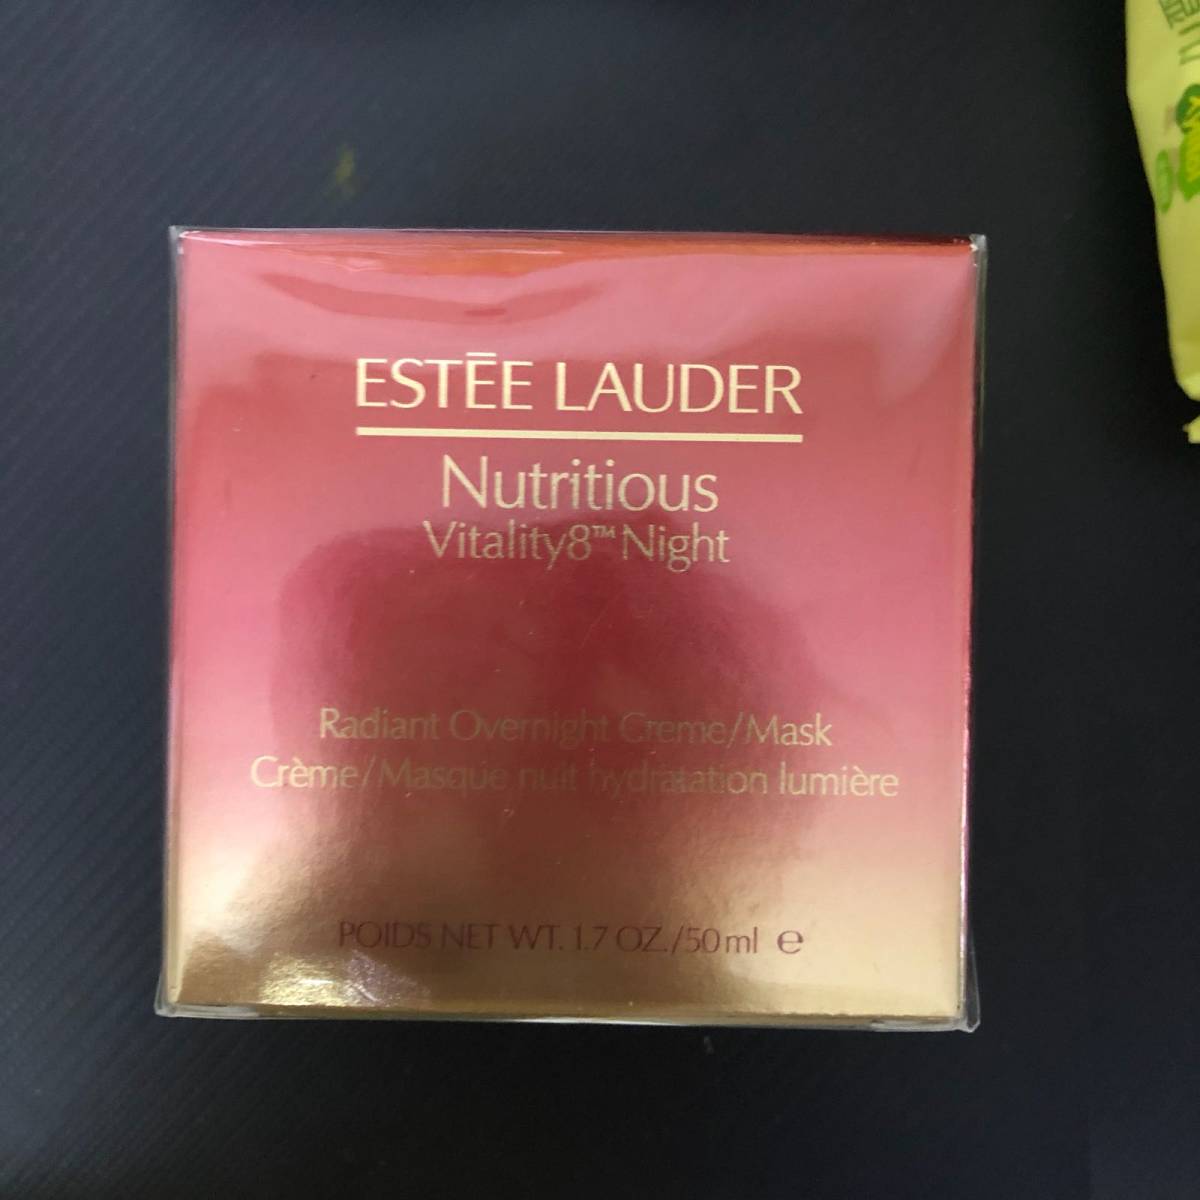 ESTĒE LAUDER
Nutritious
Vitality8™ Night
Radiant Overnight Creme/Mask
Crème/Masque nuit hydratation lumière
POIDS NET WT. 1.7 OZ./50 ml ℮